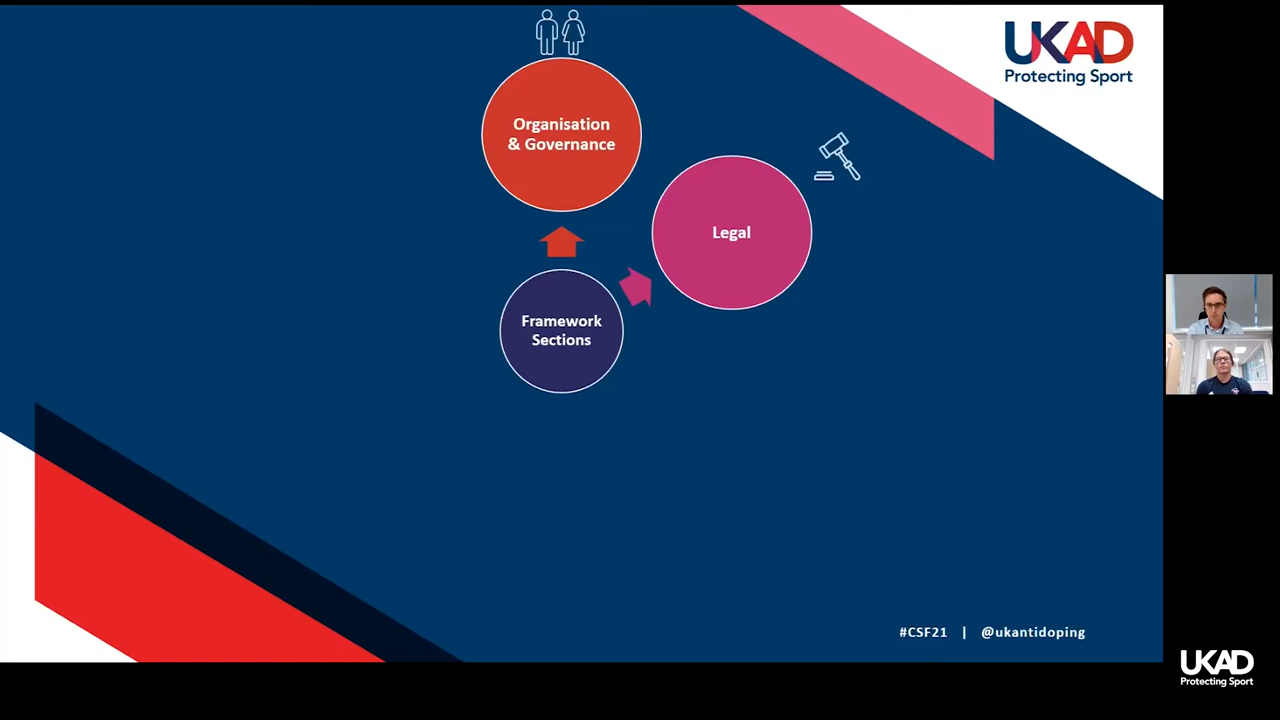 UKAD
Protecting Sport
Organisation
& Governance
Legal
Framework
Sections
#CSF21 | @ukantidoping
UKAD
Protecting Sport